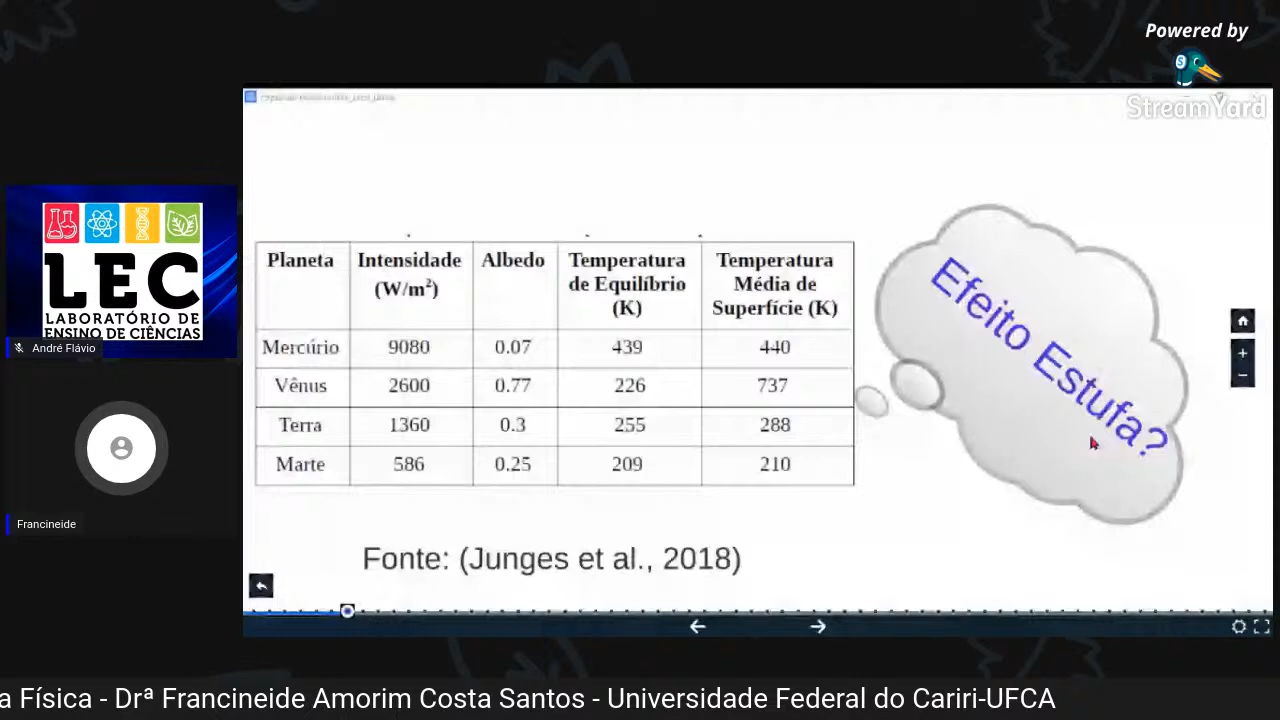 Powered by
StreamYard
LEC
LABORATÓRIO DE
ENSINO DE CIÊNCIAS
André Flávio
Francineide
Planeta Intensidade (W/m²) Albedo Temperatura de Equilíbrio (K) Temperatura Média de Superfície (K)
Mercúrio 9080 0.07 439 440
Vênus 2600 0.77 226 737
Terra 1360 0.3 255 288
Marte 586 0.25 209 210
Efeito Estufa?
Fonte: (Junges et al., 2018)
a Física - Drª Francineide Amorim Costa Santos - Universidade Federal do Cariri-UFCA